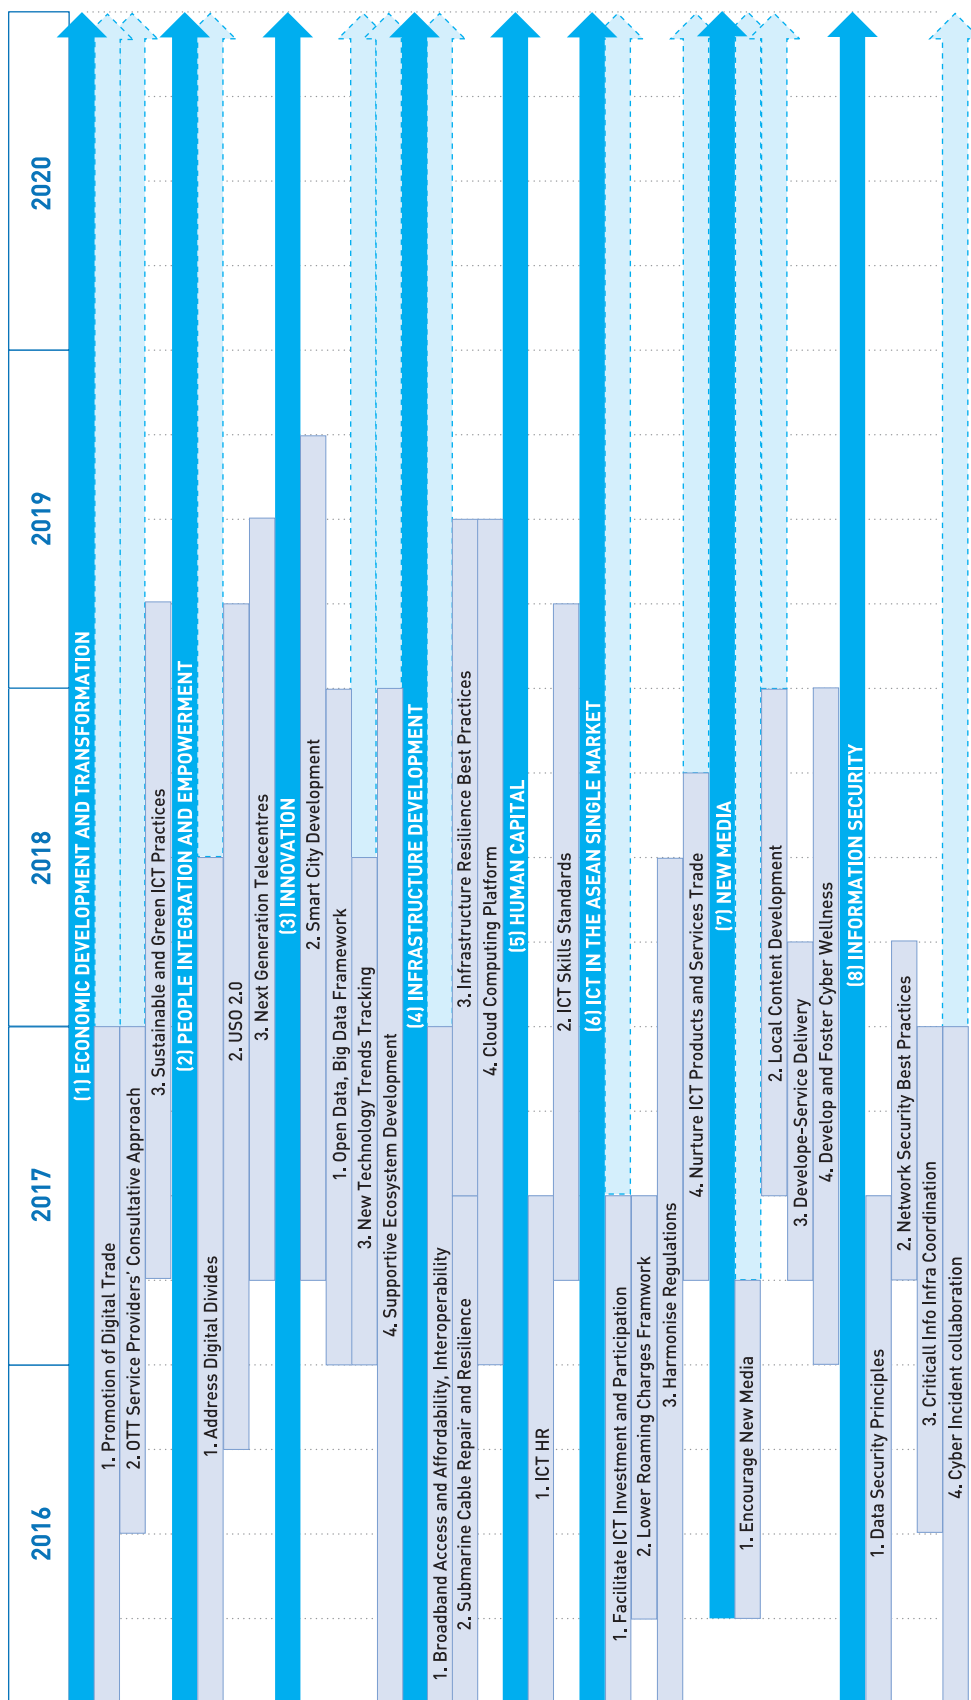 2016
2017
2018
2019
2020
(1) ECONOMIC DEVELOPMENT AND TRANSFORMATION
1. Promotion of Digital Trade
2. OTT Service Providers' Consultative Approach
3. Sustainable and Green ICT Practices
(2) PEOPLE INTEGRATION AND EMPOWERMENT
1. Address Digital Divides
2. USO 2.0
3. Next Generation Telecentres
(3) INNOVATION
2. Smart City Development
1. Open Data, Big Data Framework
3. New Technology Trends Tracking
4. Supportive Ecosystem Development
(4) INFRASTRUCTURE DEVELOPMENT
1. Broadband Access and Affordability, Interoperability
2. Submarine Cable Repair and Resilience
3. Infrastructure Resilience Best Practices
4. Cloud Computing Platform
(5) HUMAN CAPITAL
1. ICT HR
2. ICT Skills Standards
(6) ICT IN THE ASEAN SINGLE MARKET
1. Facilitate ICT Investment and Participation
2. Lower Roaming Charges Framwork
3. Harmonise Regulations
4. Nurture ICT Products and Services Trade
(7) NEW MEDIA
1. Encourage New Media
2. Local Content Development
3. Develope-Service Delivery
4. Develop and Foster Cyber Wellness
(8) INFORMATION SECURITY
1. Data Security Principles
2. Network Security Best Practices
3. Criticall Info Infra Coordination
4. Cyber Incident collaboration